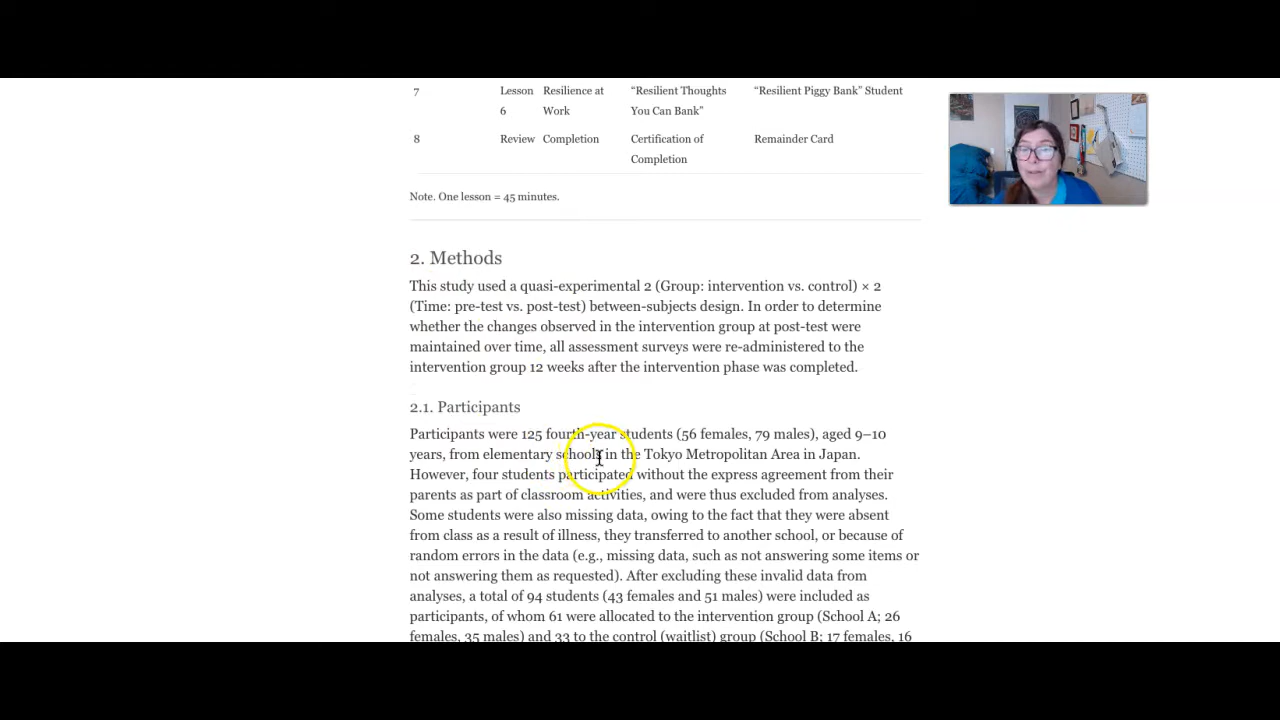 7 Lesson 6 Resilience at Work "Resilient Thoughts You Can Bank" "Resilient Piggy Bank" Student
8 Review Completion Certification of Completion Remainder Card
Note. One lesson = 45 minutes.
2. Methods
This study used a quasi-experimental 2 (Group: intervention vs. control) × 2
(Time: pre-test vs. post-test) between-subjects design. In order to determine
whether the changes observed in the intervention group at post-test were
maintained over time, all assessment surveys were re-administered to the
intervention group 12 weeks after the intervention phase was completed.
2.1. Participants
Participants were 125 fourth-year students (56 females, 79 males), aged 9–10
years, from elementary schools in the Tokyo Metropolitan Area in Japan.
However, four students participated without the express agreement from their
parents as part of classroom activities, and were thus excluded from analyses.
Some students were also missing data, owing to the fact that they were absent
from class as a result of illness, they transferred to another school, or because of
random errors in the data (e.g., missing data, such as not answering some items or
not answering them as requested). After excluding these invalid data from
analyses, a total of 94 students (43 females and 51 males) were included as
participants, of whom 61 were allocated to the intervention group (School A; 26
females, 35 males) and 33 to the control (waitlist) group (School B; 17 females, 16